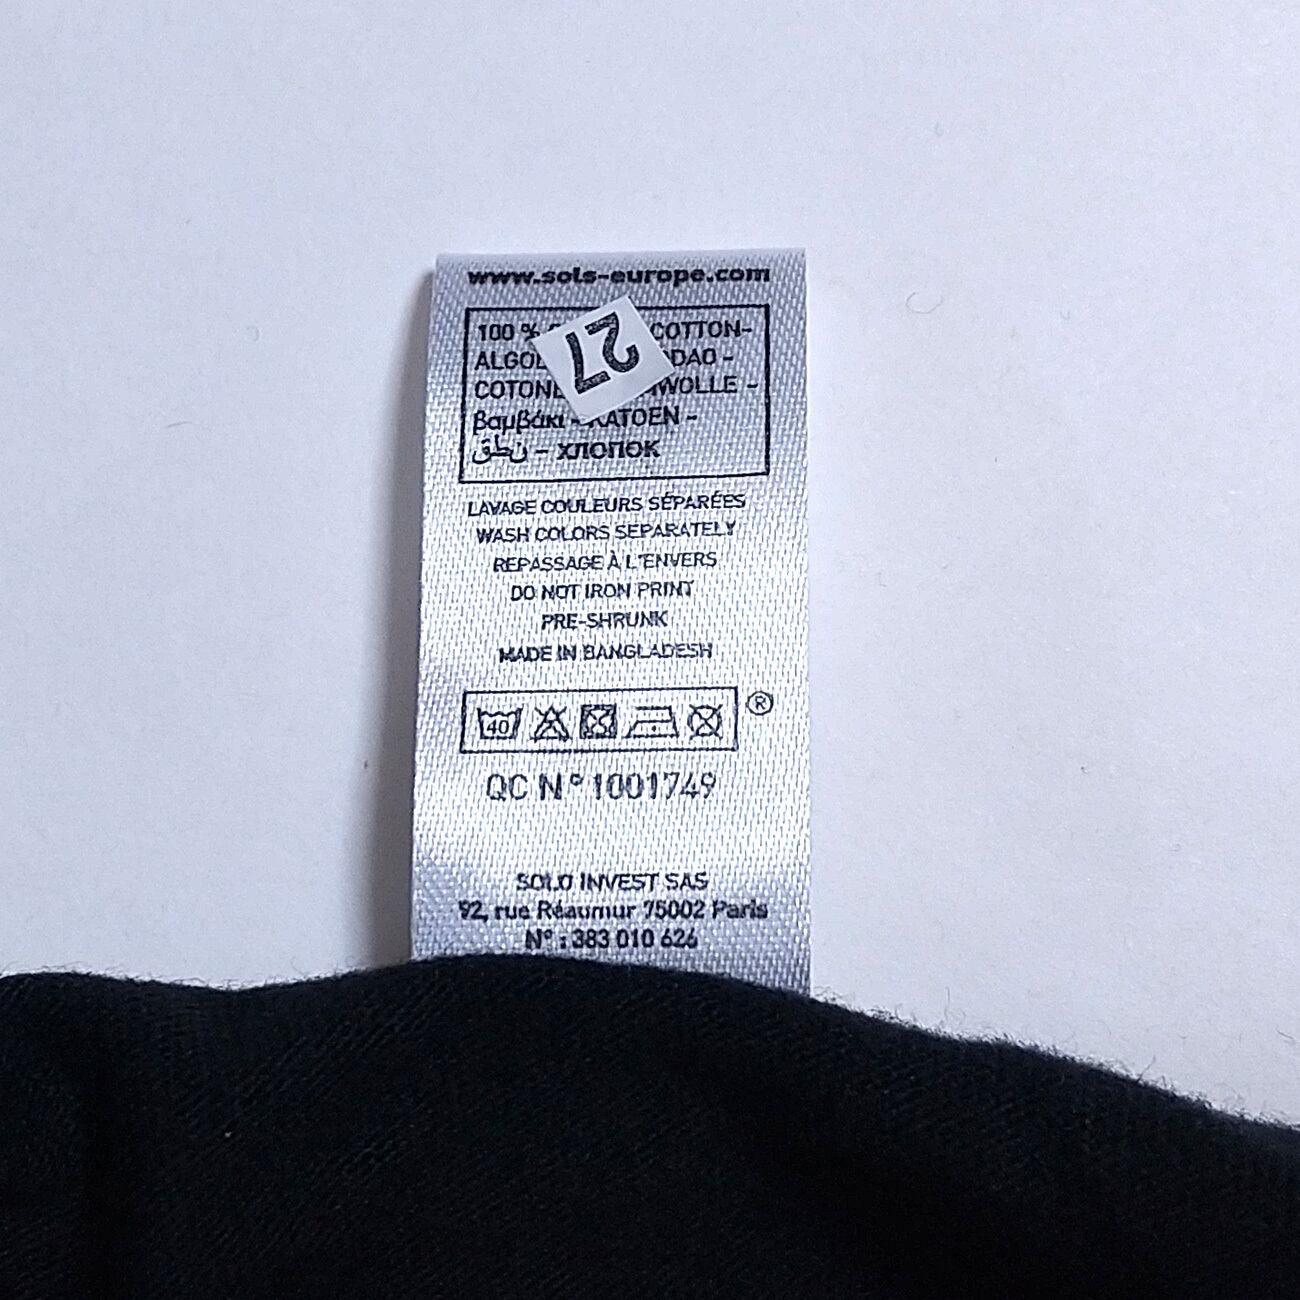 www.sols-europe.com
100 % COTTON-
27
DAO -
COTONE WOLLE -
βαμβάκι - KATOEN -
قطن - ХЛОПОК
LAVAGE COULEURS SÉPARÉES
WASH COLORS SEPARATELY
REPASSAGE À L'ENVERS
DO NOT IRON PRINT
PRE-SHRUNK
MADE IN BANGLADESH
40
®
QC N° 1001749
SOLO INVEST SAS
92, rue Réaumur 75002 Paris
N° : 383 010 626